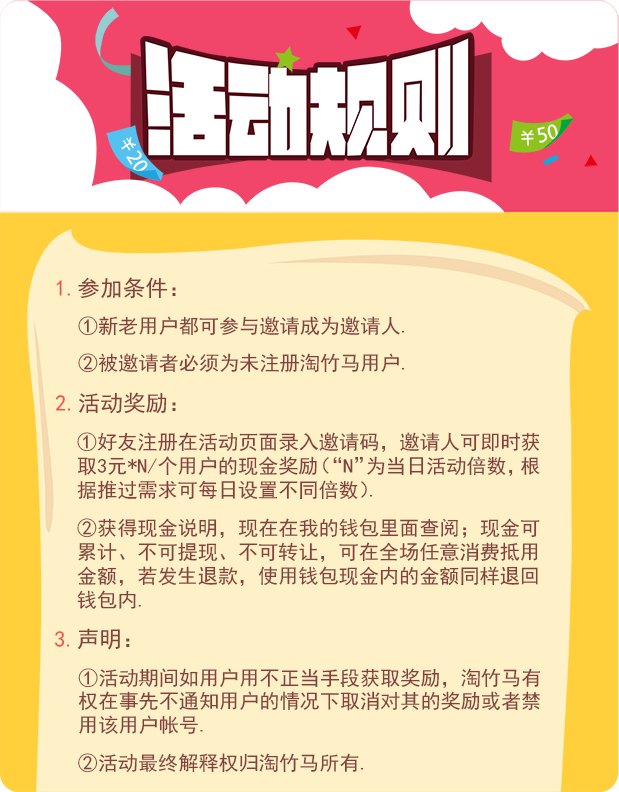 活动规则
¥20
¥50
1. 参加条件：
①新老用户都可参与邀请成为邀请人.
②被邀请者必须为未注册淘竹马用户.
2. 活动奖励：
①好友注册在活动页面录入邀请码，邀请人可即时获
取3元*N/个用户的现金奖励（“N”为当日活动倍数，根
据推过需求可每日设置不同倍数）.
②获得现金说明，现在在我的钱包里面查阅；现金可
累计、不可提现、不可转让，可在全场任意消费抵用
金额，若发生退款，使用钱包现金内的金额同样退回
钱包内.
3. 声明：
①活动期间如用户用不正当手段获取奖励，淘竹马有
权在事先不通知用户的情况下取消对其的奖励或者禁
用该用户帐号.
②活动最终解释权归淘竹马所有.